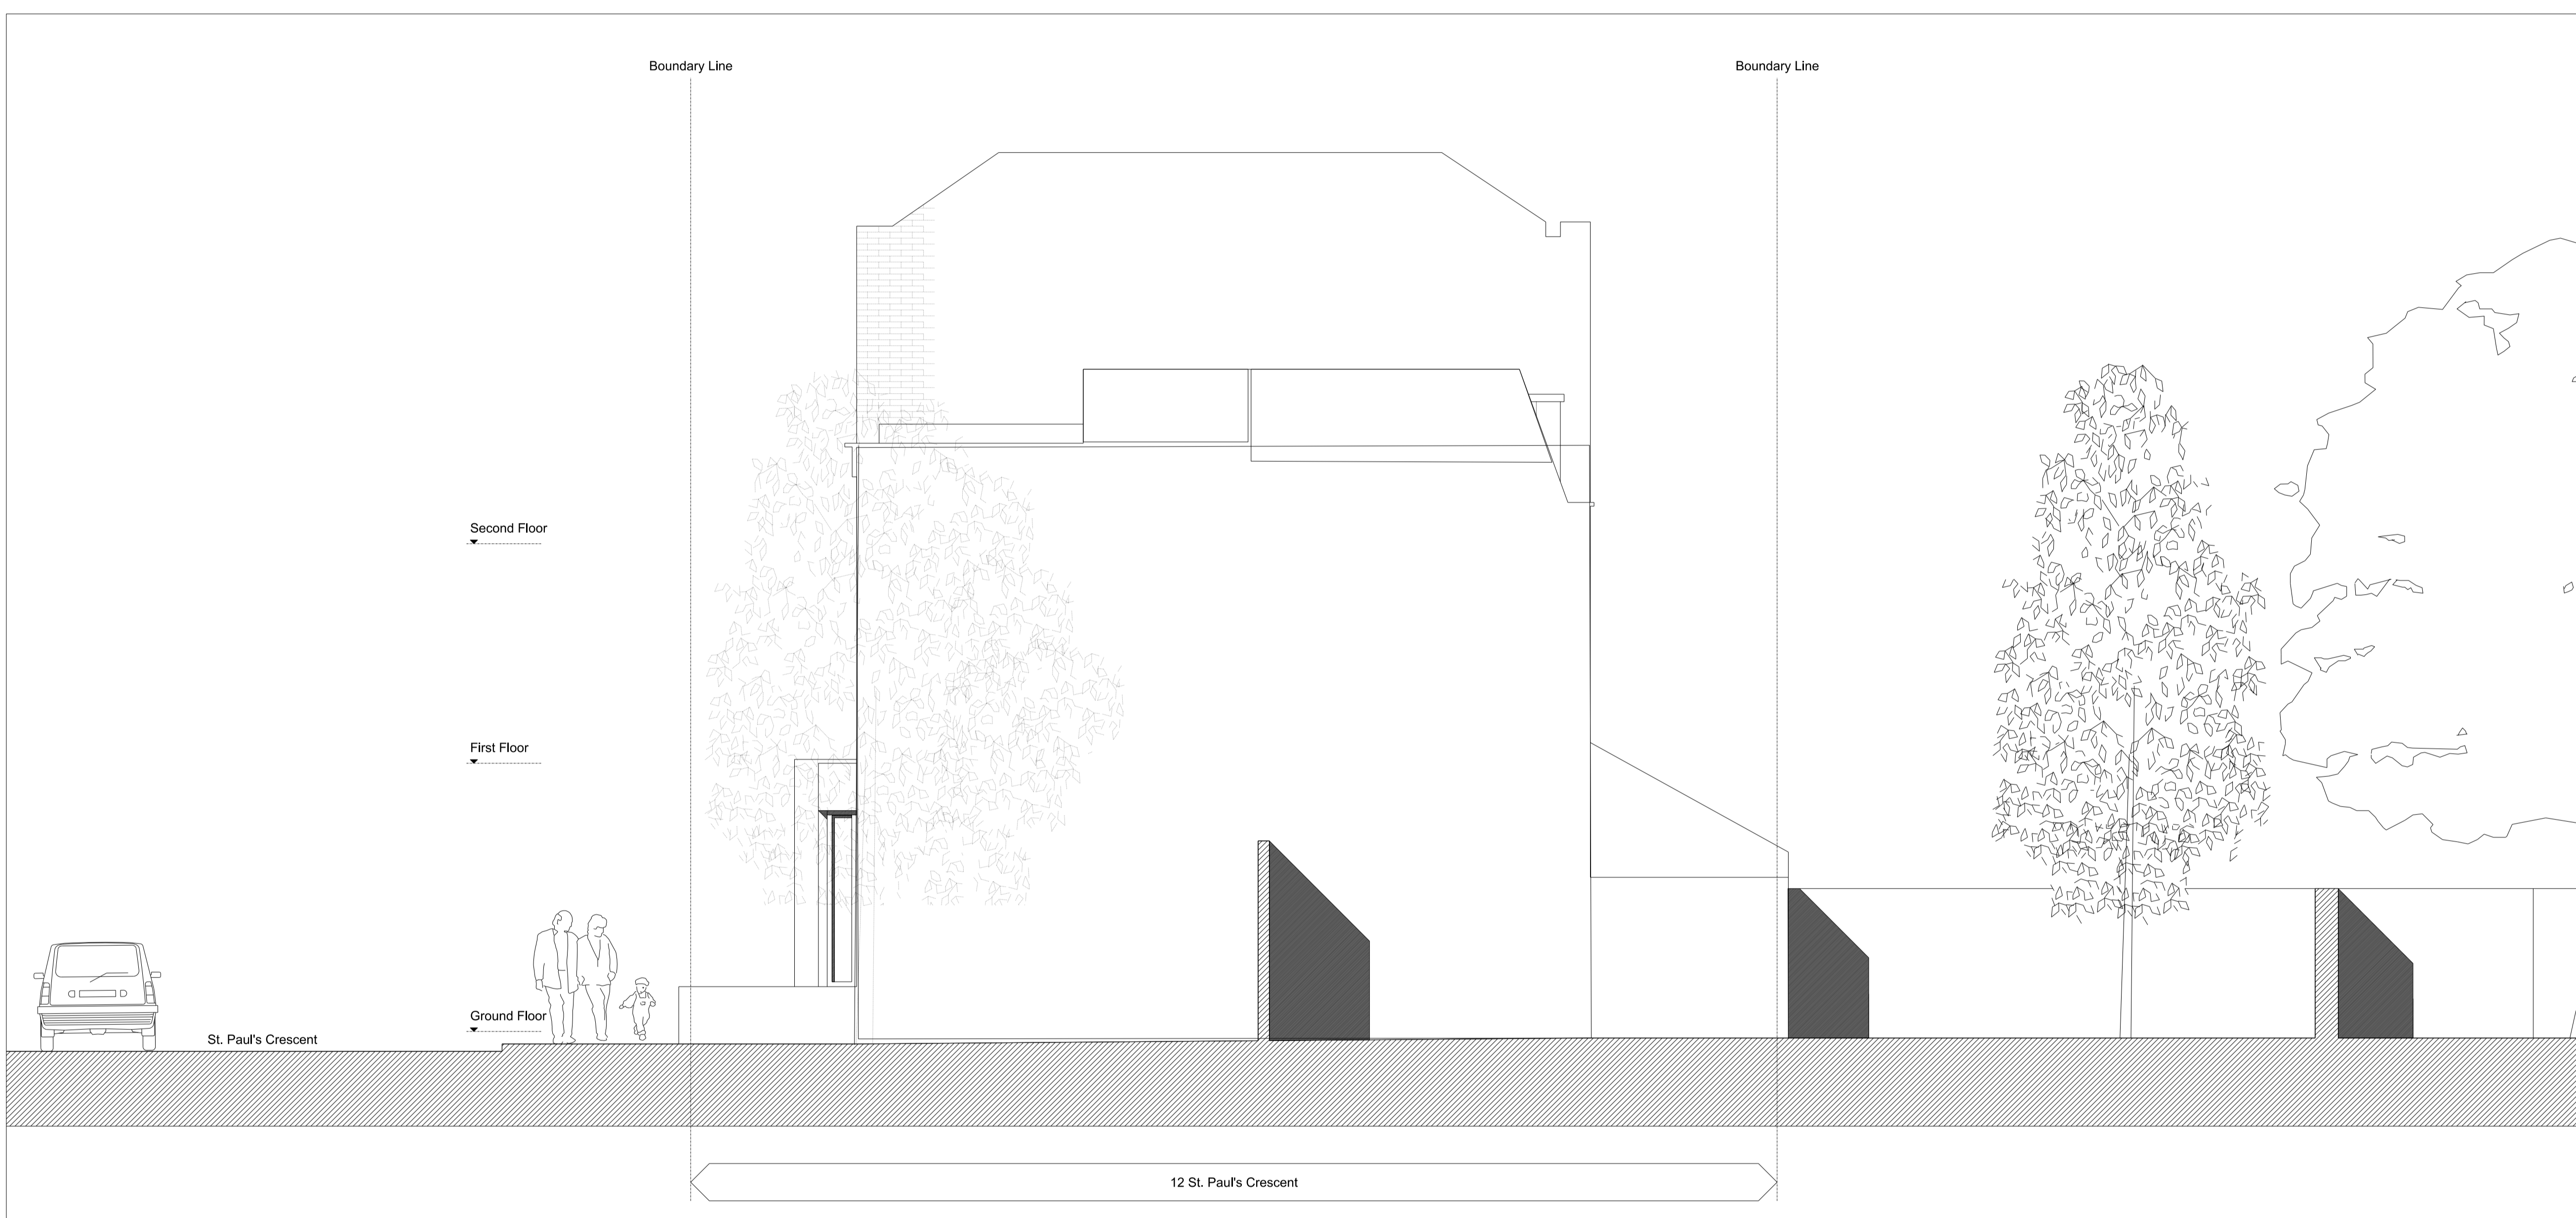 Boundary Line
Boundary Line
Second Floor
First Floor
Ground Floor
St. Paul's Crescent
12 St. Paul's Crescent